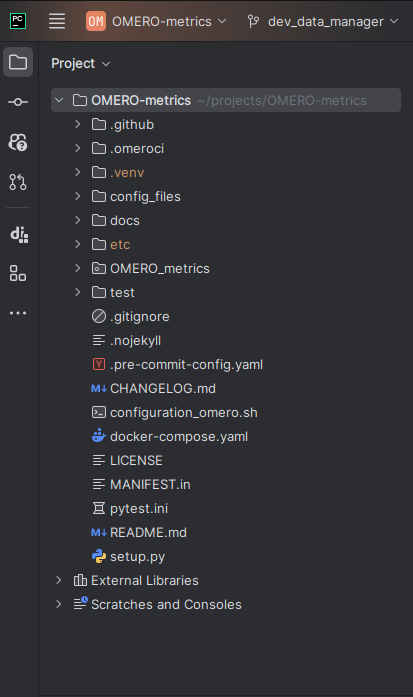 PC OM OMERO-metrics dev_data_manager
Project
OMERO-metrics ~/projects/OMERO-metrics
.github
.omeroci
.venv
config_files
docs
etc
OMERO_metrics
test
.gitignore
.nojekyll
Y .pre-commit-config.yaml
M↓ CHANGELOG.md
configuration_omero.sh
docker-compose.yaml
LICENSE
MANIFEST.in
pytest.ini
M↓ README.md
setup.py
External Libraries
Scratches and Consoles